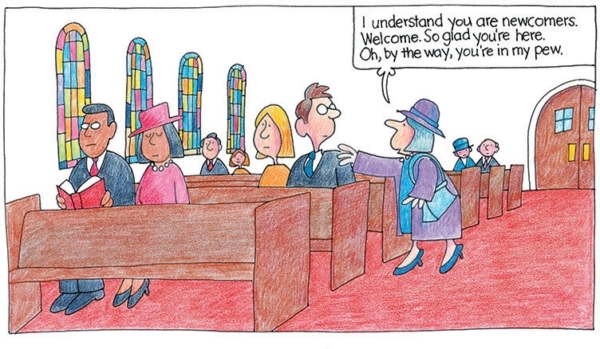 I understand you are newcomers.
Welcome. So glad you're here.
Oh, by the way, you're in my pew.